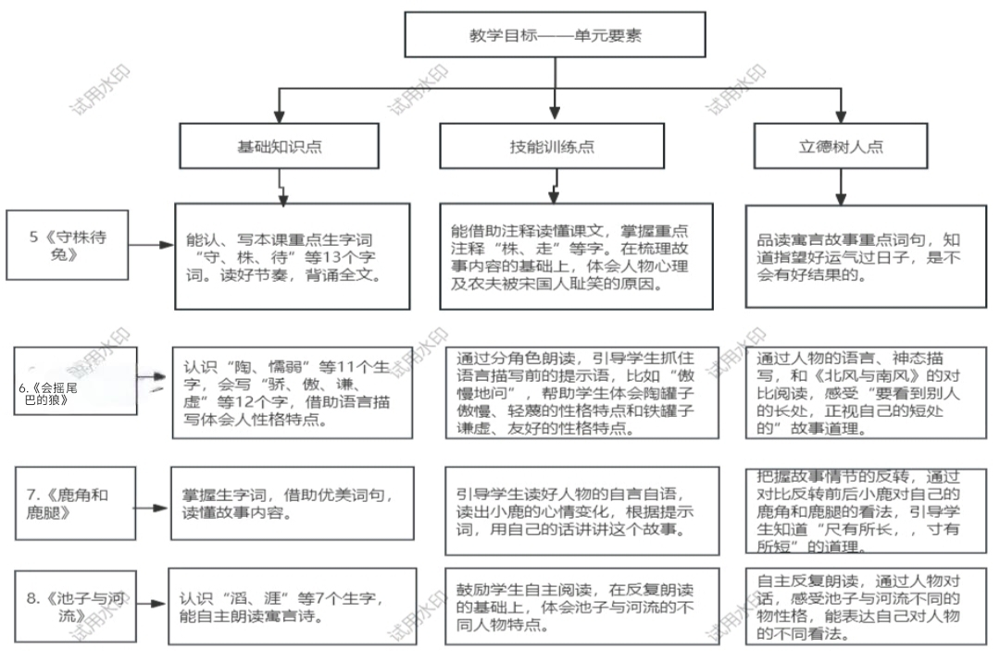 教学目标——单元要素
基础知识点
技能训练点
立德树人点
5《守株待
兔》
能认、写本课重点生字词
“守、株、待”等13个字
词。读好节奏，背诵全文。
能借助注释读懂课文，掌握重点
注释“株、走”等字。在梳理故
事内容的基础上，体会人物心理
及农夫被宋国人耻笑的原因。
品读寓言故事重点词句，知
道指望好运气过日子，是不
会有好结果的。
6.《会摇尾
巴的狼》
认识“陶、懦弱”等11个生
字，会写“骄、傲、谦、
虚”等12个字，借助语言描
写体会人性格特点。
通过分角色朗读，引导学生抓住
语言描写前的提示语，比如“傲
慢地问”，帮助学生体会陶罐子
傲慢、轻蔑的性格特点和铁罐子
谦虚、友好的性格特点。
通过人物的语言、神态描
写，和《北风与南风》的对
比阅读，感受“要看到别人
的长处，正视自己的短处
的”故事道理。
7.《鹿角和
鹿腿》
掌握生字词，借助优美词句，
读懂故事内容。
引导学生读好人物的自言自语，
读出小鹿的心情变化，根据提示
词，用自己的话讲讲这个故事。
把握故事情节的反转，通过
对比反转前后小鹿对自己的
鹿角和鹿腿的看法，引导学
生知道“尺有所长，，寸有
所短”的道理。
8.《池子与河
流》
认识“滔、涯”等7个生字，
能自主朗读寓言诗。
鼓励学生自主阅读，在反复朗读
的基础上，体会池子与河流的不
同人物特点。
自主反复朗读，通过人物对
话，感受池子与河流不同的
物性格，能表达自己对人物
的不同看法。
试用水印
试用水印
试用水印
试用水印
试用水印
试用水印
试用水印
试用水印
试用水印